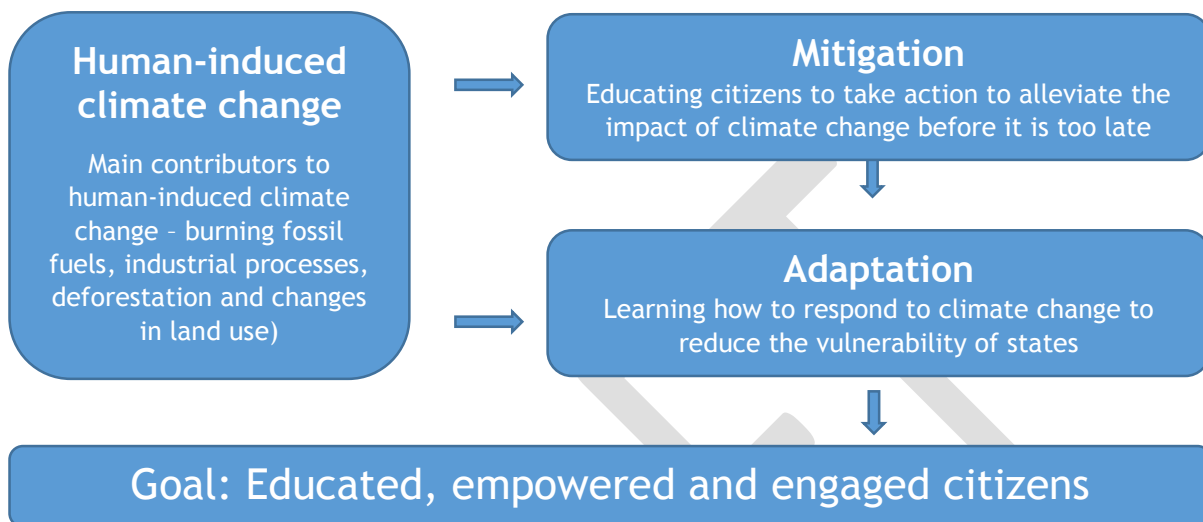 Human-induced
climate change
Main contributors to
human-induced climate
change – burning fossil
fuels, industrial processes,
deforestation and changes
in land use)
Mitigation
Educating citizens to take action to alleviate the
impact of climate change before it is too late
Adaptation
Learning how to respond to climate change to
reduce the vulnerability of states
Goal: Educated, empowered and engaged citizens